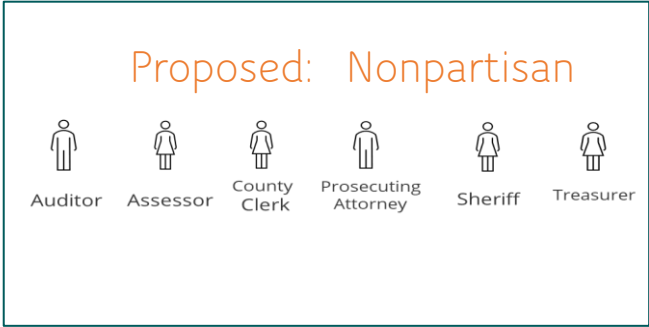 Proposed: Nonpartisan
Auditor
Assessor
County
Clerk
Prosecuting
Attorney
Sheriff
Treasurer